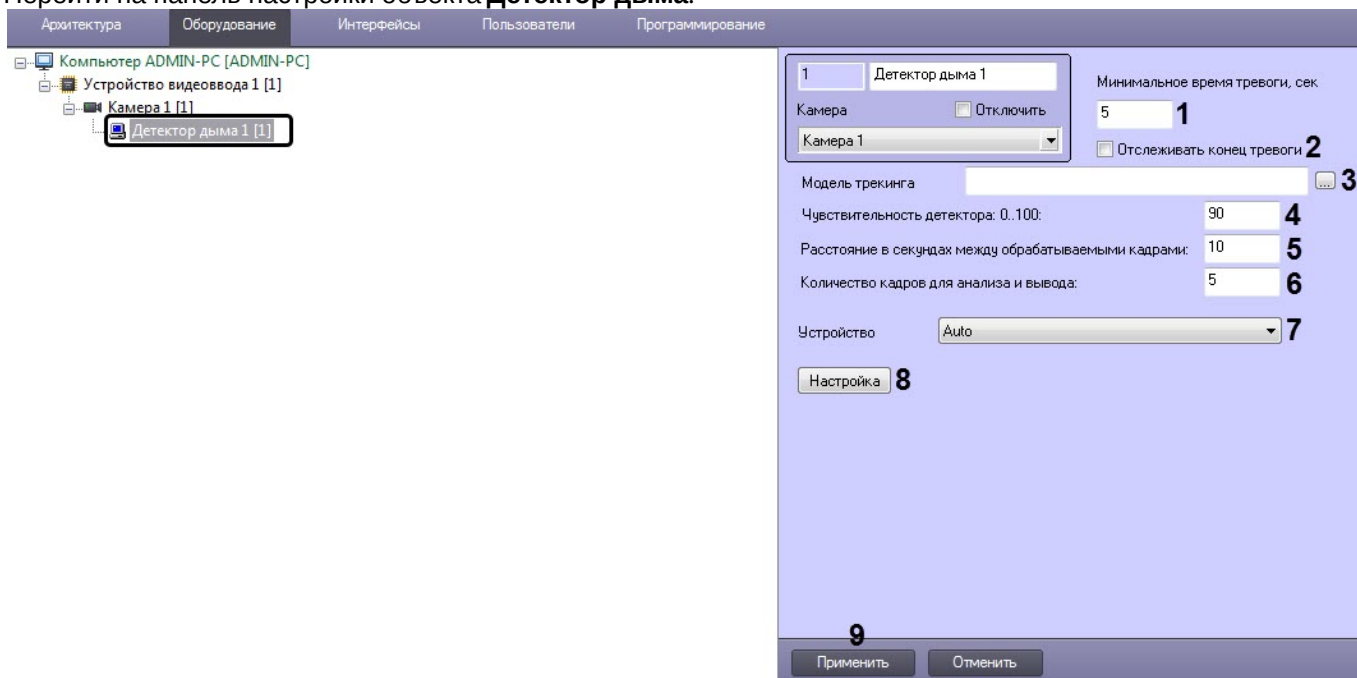 Перейти на панель настройки объекта Детектор дыма.
Архитектура Оборудование Интерфейсы Пользователи Программирование
Компьютер ADMIN-PC [ADMIN-PC]
Устройство видеоввода 1 [1]
Камера 1 [1]
Детектор дыма 1 [1]
1 Детектор дыма 1
Камера Отключить
Камера 1
Минимальное время тревоги, сек
5 1
Отслеживать конец тревоги 2
Модель трекинга ... 3
Чувствительность детектора: 0..100: 90 4
Расстояние в секундах между обрабатываемыми кадрами: 10 5
Количество кадров для анализа и вывода: 5 6
Устройство Auto 7
Настройка 8
9
Применить Отменить